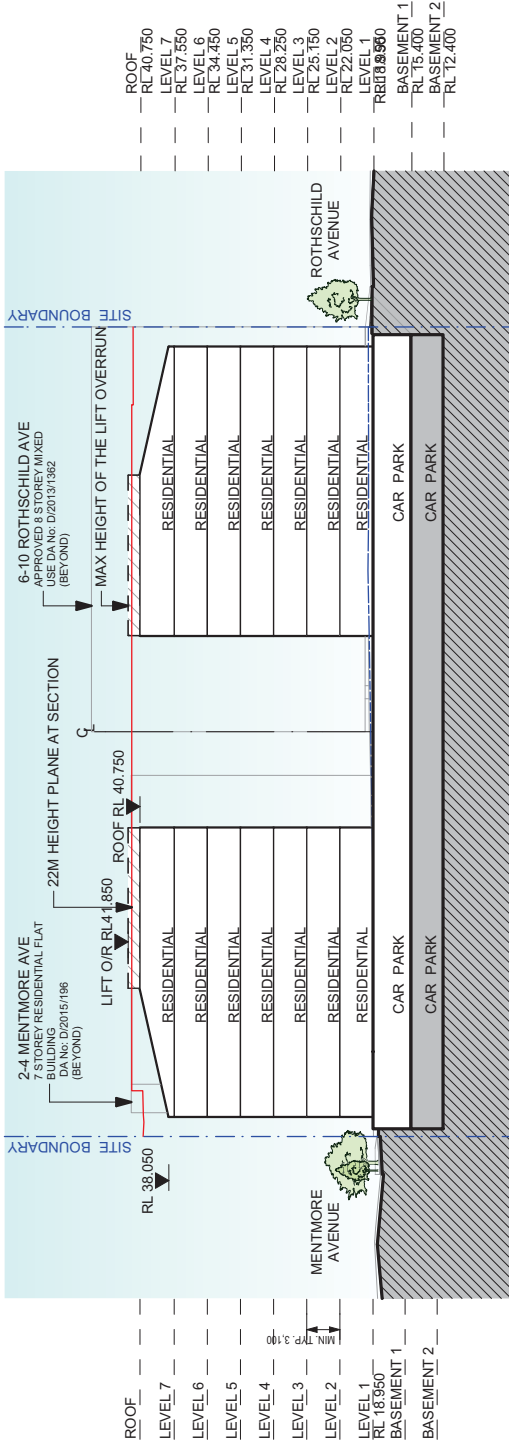 ROOF
RL 40.750
LEVEL 7
RL 37.550
LEVEL 6
RL 34.450
LEVEL 5
RL 31.350
LEVEL 4
RL 28.250
LEVEL 3
RL 25.150
LEVEL 2
RL 22.050
LEVEL 1
BASEMENT 1
RL 15.400
BASEMENT 2
RL 12.400
SITE BOUNDARY
ROTHSCHILD
AVENUE
6-10 ROTHSCHILD AVE
APPROVED 8 STOREY MIXED
USE DA No: D/2013/1362
(BEYOND)
MAX HEIGHT OF THE LIFT OVERRUN
RESIDENTIAL
RESIDENTIAL
RESIDENTIAL
RESIDENTIAL
RESIDENTIAL
RESIDENTIAL
RESIDENTIAL
CAR PARK
CAR PARK
22M HEIGHT PLANE AT SECTION
ROOF RL 40.750
LIFT O/R RL41.850
2-4 MENTMORE AVE
7 STOREY RESIDENTIAL FLAT
BUILDING
DA No: D/2015/196
(BEYOND)
RESIDENTIAL
RESIDENTIAL
RESIDENTIAL
RESIDENTIAL
RESIDENTIAL
RESIDENTIAL
RESIDENTIAL
CAR PARK
CAR PARK
SITE BOUNDARY
RL 38.050
MENTMORE
AVENUE
MIN. TYP. 3,100
ROOF
LEVEL 7
LEVEL 6
LEVEL 5
LEVEL 4
LEVEL 3
LEVEL 2
LEVEL 1
RL 18.950
BASEMENT 1
BASEMENT 2